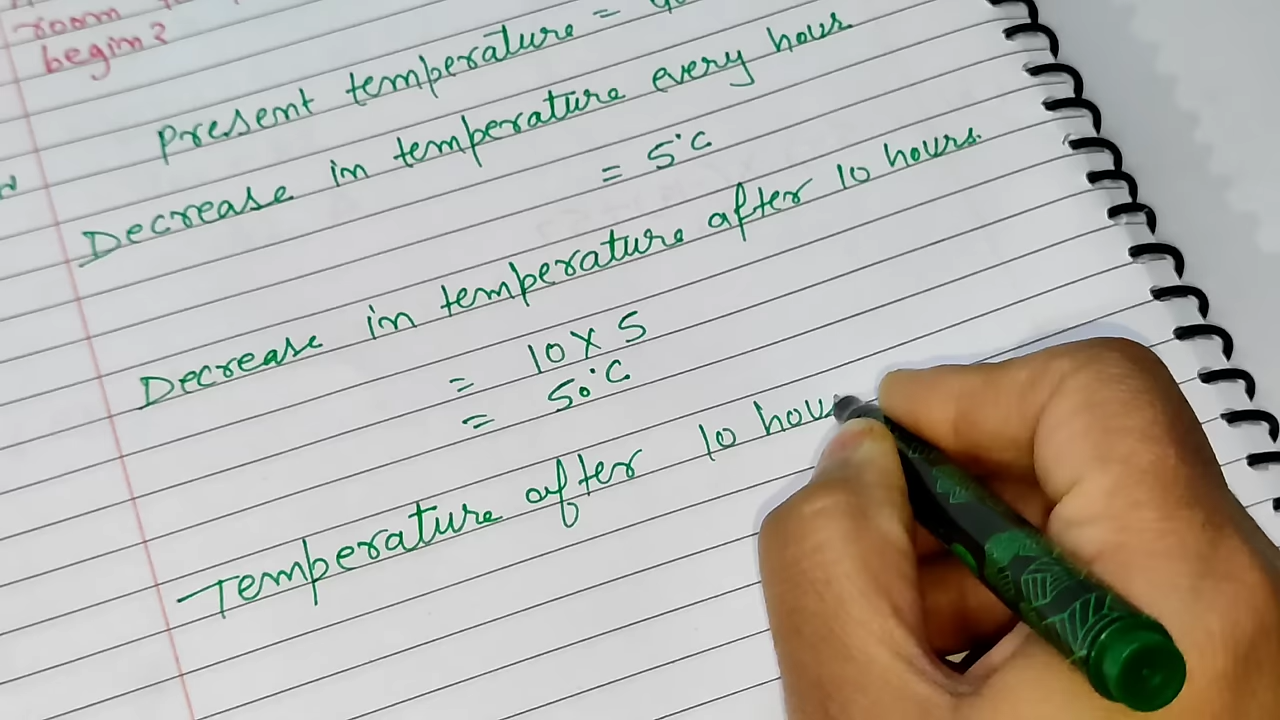 room
begin?
Present temperature =
Decrease in temperature every hour
= 5°C
Decrease in temperature after 10 hours.
= 10 X 5
= 50°C
Temperature after 10 hou